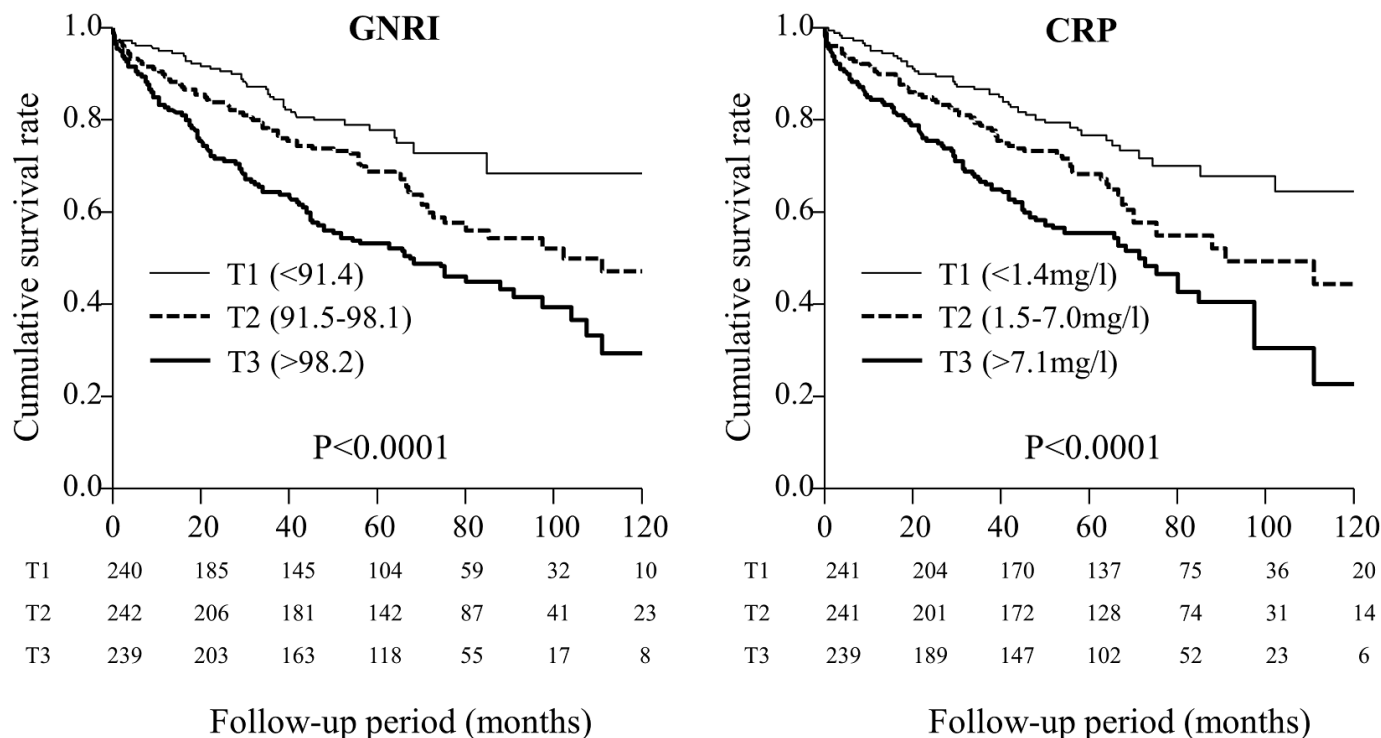 GNRI
Cumulative survival rate
1.0
0.8
0.6
0.4
0.2
0.0
T1 (<91.4)
T2 (91.5-98.1)
T3 (>98.2)
P<0.0001
0 20 40 60 80 100 120
T1 240 185 145 104 59 32 10
T2 242 206 181 142 87 41 23
T3 239 203 163 118 55 17 8
Follow-up period (months)
CRP
Cumulative survival rate
1.0
0.8
0.6
0.4
0.2
0.0
T1 (<1.4mg/l)
T2 (1.5-7.0mg/l)
T3 (>7.1mg/l)
P<0.0001
0 20 40 60 80 100 120
T1 241 204 170 137 75 36 20
T2 241 201 172 128 74 31 14
T3 239 189 147 102 52 23 6
Follow-up period (months)